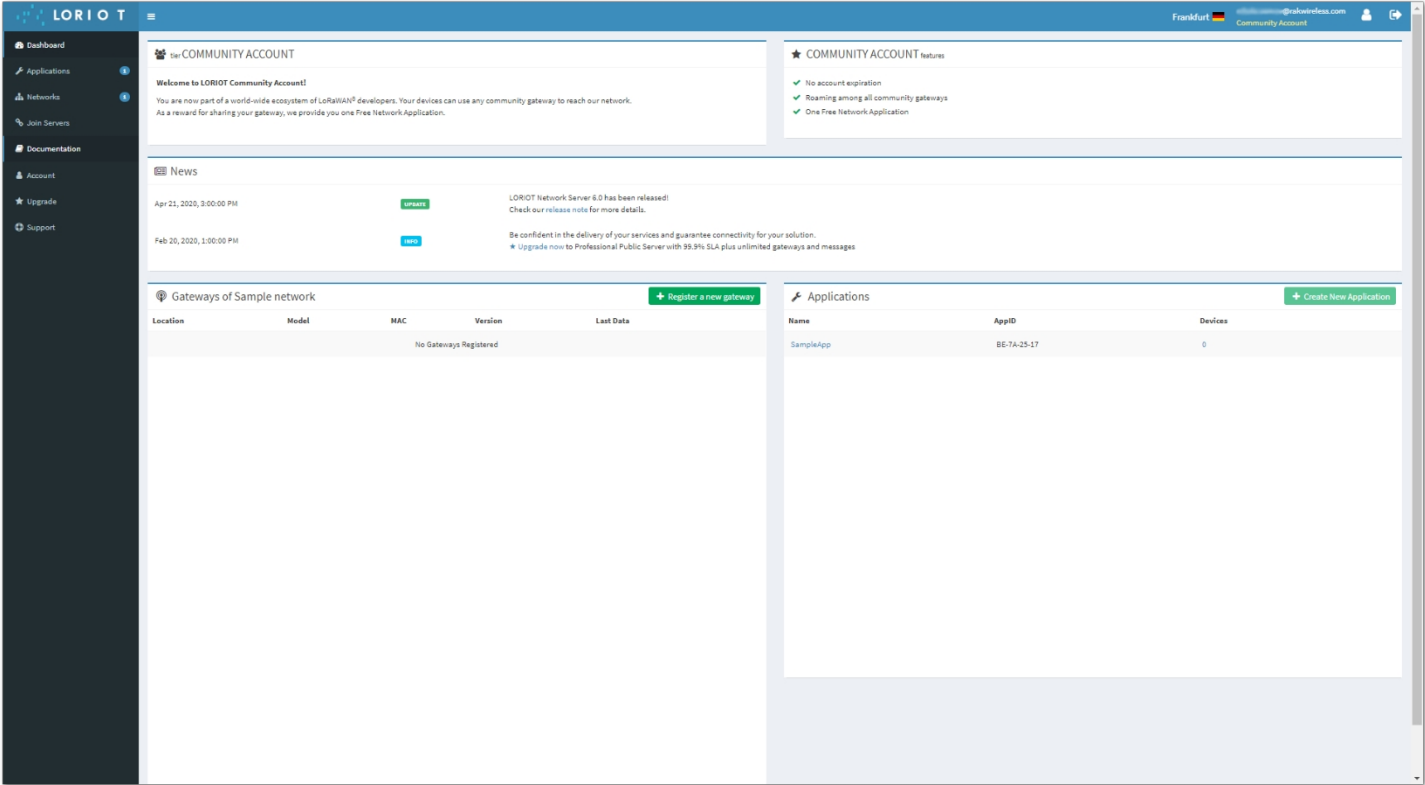 LORIOT
Frankfurt
@rakwireless.com
Community Account
Dashboard
Applications 1
Networks 1
Join Servers
Documentation
Account
Upgrade
Support
tier COMMUNITY ACCOUNT
Welcome to LORIOT Community Account!
You are now part of a world-wide ecosystem of LoRaWAN® developers. Your devices can use any community gateway to reach our network.
As a reward for sharing your gateway, we provide you one Free Network Application.
COMMUNITY ACCOUNT features
No account expiration
Roaming among all community gateways
One Free Network Application
News
Apr 21, 2020, 3:00:00 PM UPDATE LORIOT Network Server 6.0 has been released!
Check our release note for more details.
Feb 20, 2020, 1:00:00 PM INFO Be confident in the delivery of your services and guarantee connectivity for your solution.
★ Upgrade now to Professional Public Server with 99.9% SLA plus unlimited gateways and messages
Gateways of Sample network + Register a new gateway
Location Model MAC Version Last Data
No Gateways Registered
Applications + Create New Application
Name AppID Devices
SampleApp BE-7A-25-17 0